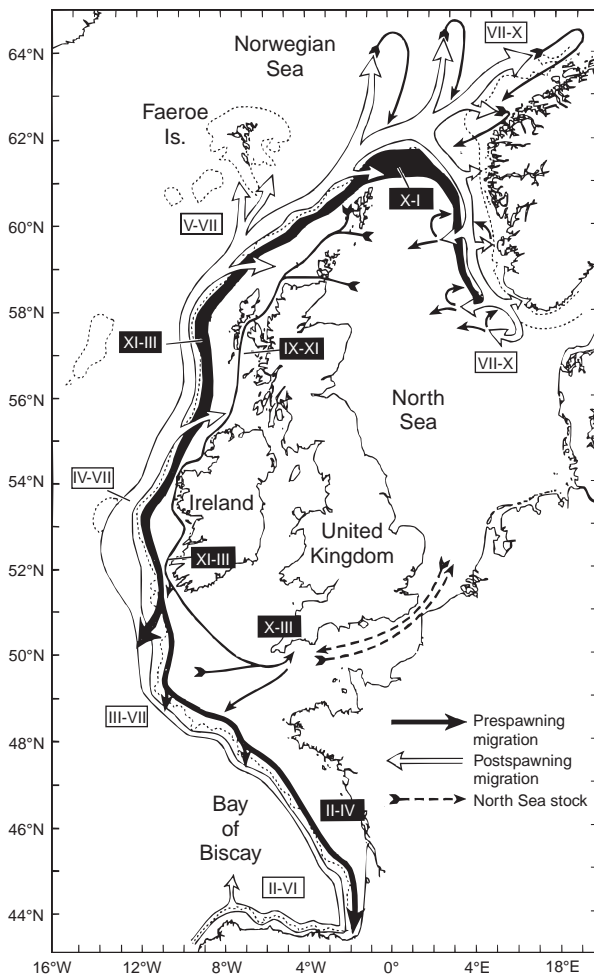 64°N
Norwegian
Sea
VII-X
Faeroe
Is.
62°N
X-I
60°N
V-VII
58°N
XI-III
IX-XI
VII-X
56°N
North
Sea
54°N
IV-VII
Ireland
United
Kingdom
XI-III
52°N
X-III
50°N
III-VII
48°N
Prespawning
migration
Postspawning
migration
North Sea stock
46°N
Bay
of
Biscay
II-IV
II-VI
44°N
16°W
12°W
8°W
4°W
0°
4°E
18°E